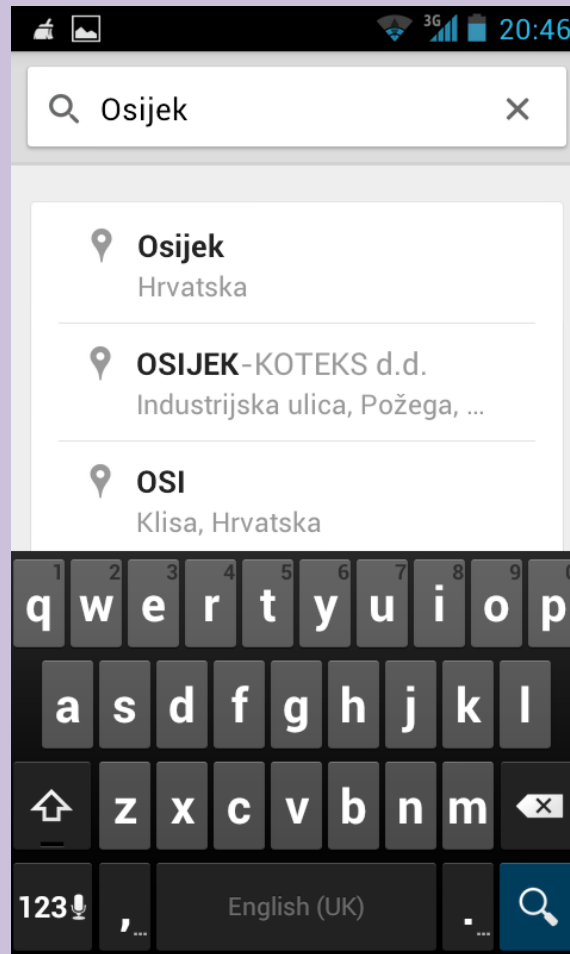 3G 20:46
Osijek
Osijek
Hrvatska
OSIJEK-KOTEKS d.d.
Industrijska ulica, Požega, ...
OSI
Klisa, Hrvatska
1 2 3 4 5 6 7 8 9 0
q w e r t y u i o p
a s d f g h j k l
z x c v b n m
123 , ... English (UK) . ...